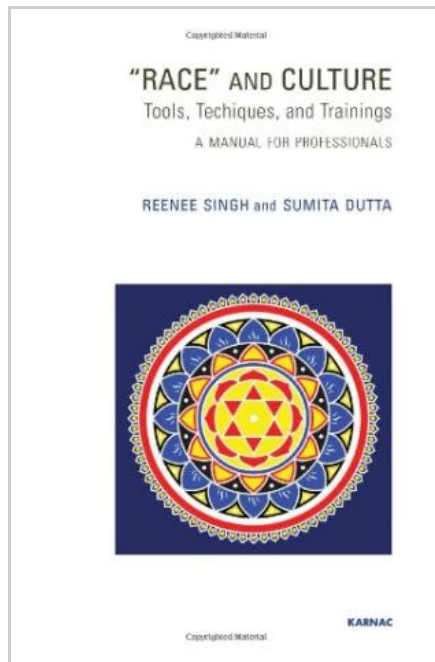 Copyrighted Material
“RACE” AND CULTURE
Tools, Techiques, and Trainings
A MANUAL FOR PROFESSIONALS
REENEE SINGH and SUMITA DUTTA
KARNAC
Copyrighted Material